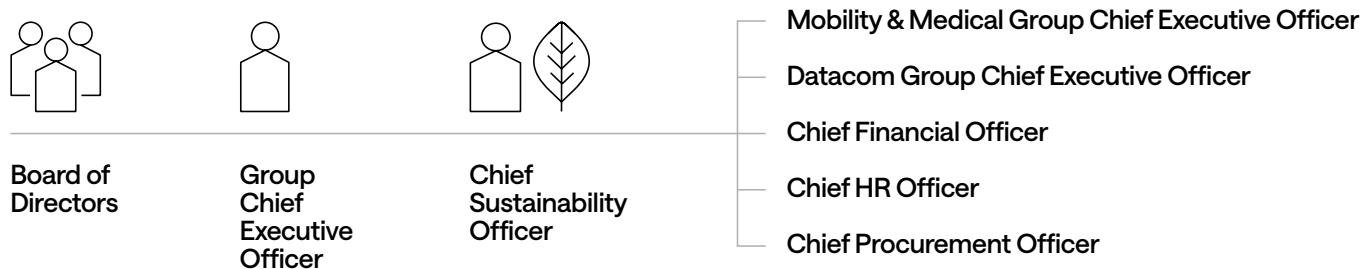 Board of
Directors
Group
Chief
Executive
Officer
Chief
Sustainability
Officer
Mobility & Medical Group Chief Executive Officer
Datacom Group Chief Executive Officer
Chief Financial Officer
Chief HR Officer
Chief Procurement Officer